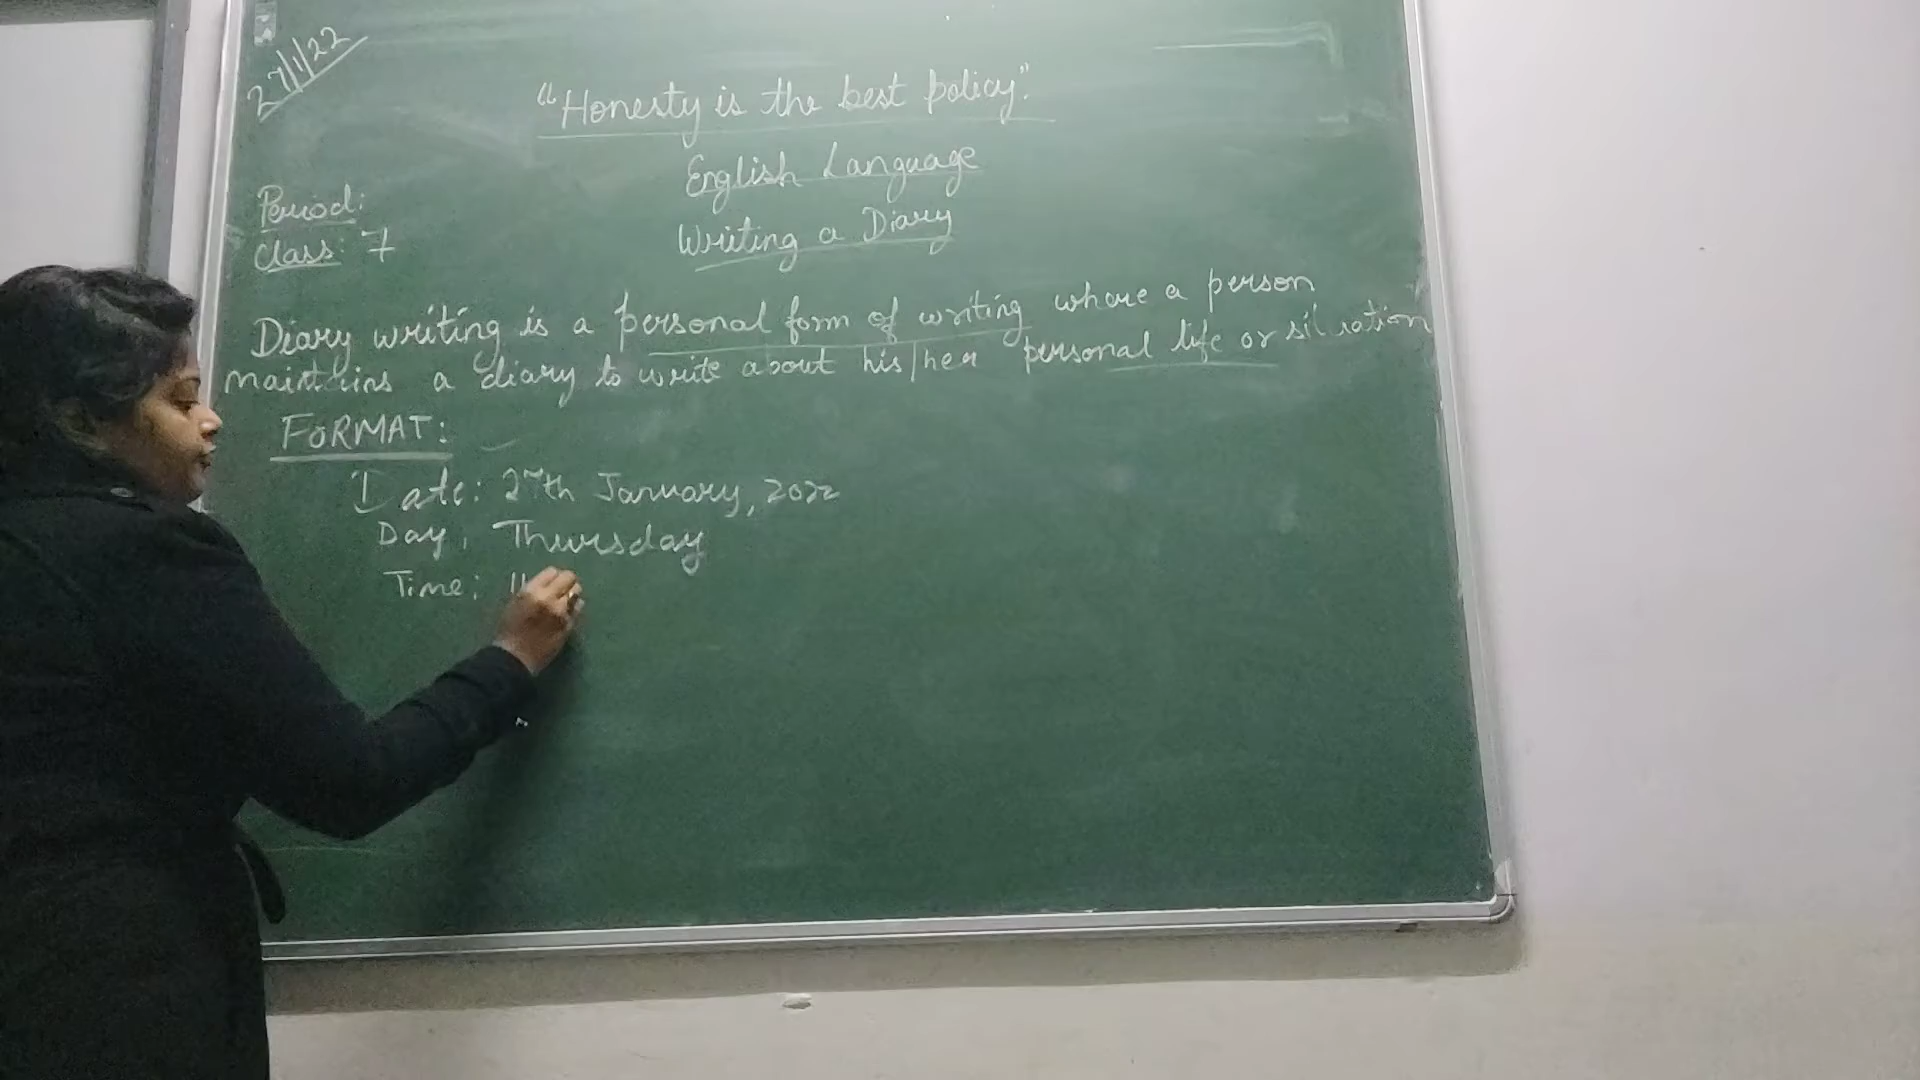 27/1/22
"Honesty is the best policy."
English Language
Writing a Diary
Period:
Class: 7
Diary writing is a personal form of writing where a person
maintains a diary to write about his/her personal life or situation
FORMAT:
Date: 27th January, 2022
Day: Thursday
Time: 11